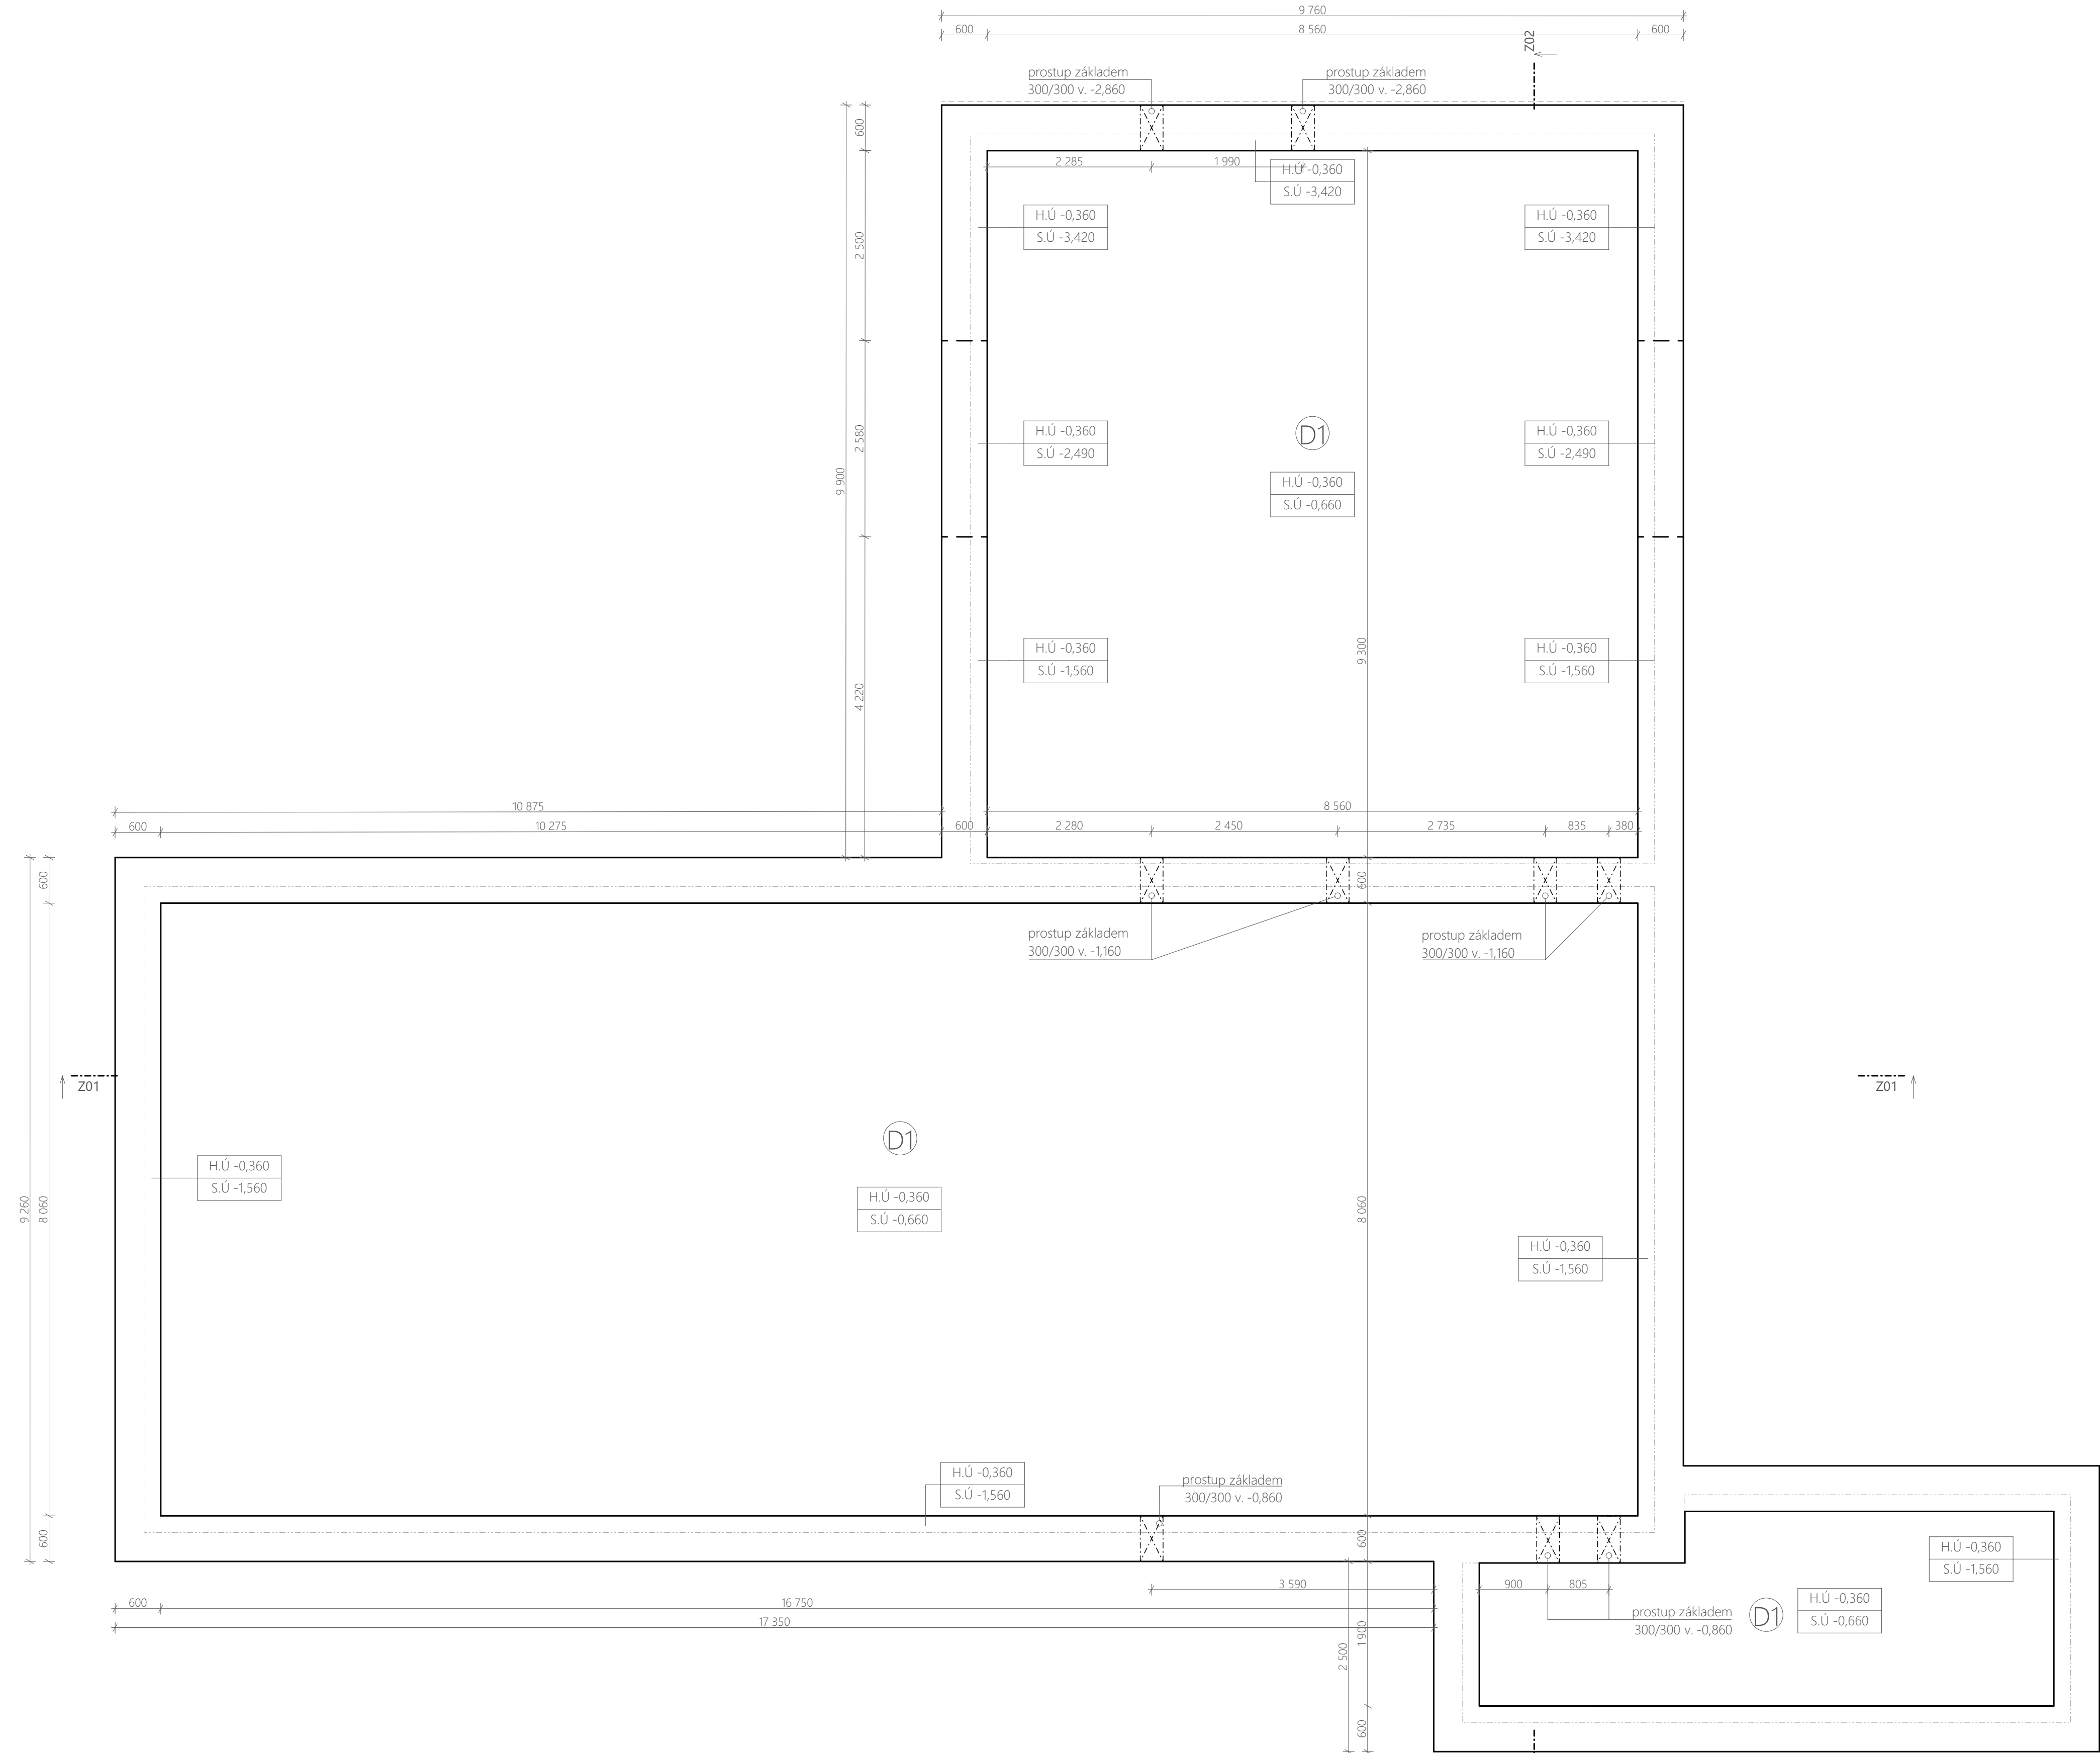 9 760
600
8 560
600
Z02
prostup základem
300/300 v. -2,860
prostup základem
300/300 v. -2,860
600
2 285
1 990
H.Ú -0,360
S.Ú -3,420
H.Ú -0,360
S.Ú -3,420
H.Ú -0,360
S.Ú -3,420
2 500
2 580
9 900
H.Ú -0,360
S.Ú -2,490
D1
H.Ú -0,360
S.Ú -2,490
H.Ú -0,360
S.Ú -0,660
H.Ú -0,360
S.Ú -1,560
9 300
H.Ú -0,360
S.Ú -1,560
4 220
10 875
8 560
600
10 275
600
2 280
2 450
2 735
835
380
600
600
prostup základem
300/300 v. -1,160
prostup základem
300/300 v. -1,160
Z01
Z01
D1
H.Ú -0,360
S.Ú -1,560
H.Ú -0,360
S.Ú -0,660
9 260
8 060
8 060
H.Ú -0,360
S.Ú -1,560
H.Ú -0,360
S.Ú -1,560
prostup základem
300/300 v. -0,860
600
600
H.Ú -0,360
S.Ú -1,560
3 590
900
805
600
16 750
17 350
prostup základem
300/300 v. -0,860
D1
H.Ú -0,360
S.Ú -0,660
1 900
2 500
600